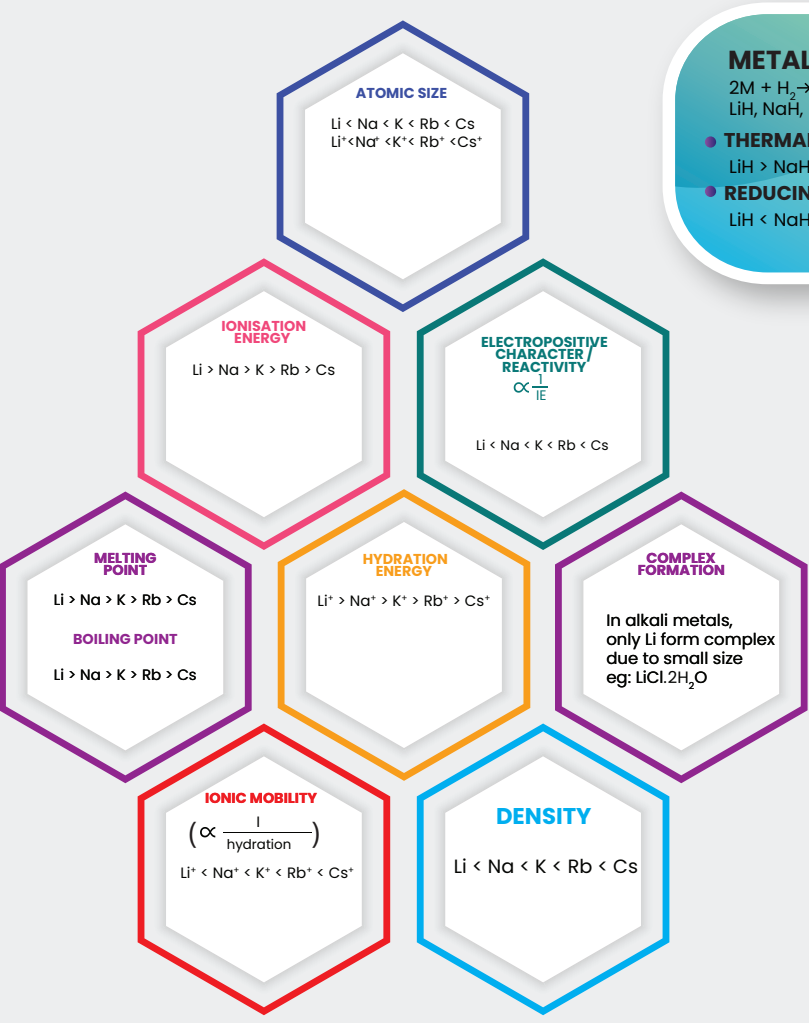 ATOMIC SIZE
Li < Na < K < Rb < Cs
Li⁺<Na⁺ <K⁺< Rb⁺ <Cs⁺
METAL
2M + H₂→
LiH, NaH,
THERMA
LiH > NaH
REDUCIN
LiH < NaH
IONISATION
ENERGY
Li > Na > K > Rb > Cs
ELECTROPOSITIVE
CHARACTER /
REACTIVITY
∝ 1/IE
Li < Na < K < Rb < Cs
MELTING
POINT
Li > Na > K > Rb > Cs
BOILING POINT
Li > Na > K > Rb > Cs
HYDRATION
ENERGY
Li⁺ > Na⁺ > K⁺ > Rb⁺ > Cs⁺
COMPLEX
FORMATION
In alkali metals,
only Li form complex
due to small size
eg: LiCl.2H₂O
IONIC MOBILITY
(∝ I/hydration)
Li⁺ < Na⁺ < K⁺ < Rb⁺ < Cs⁺
DENSITY
Li < Na < K < Rb < Cs